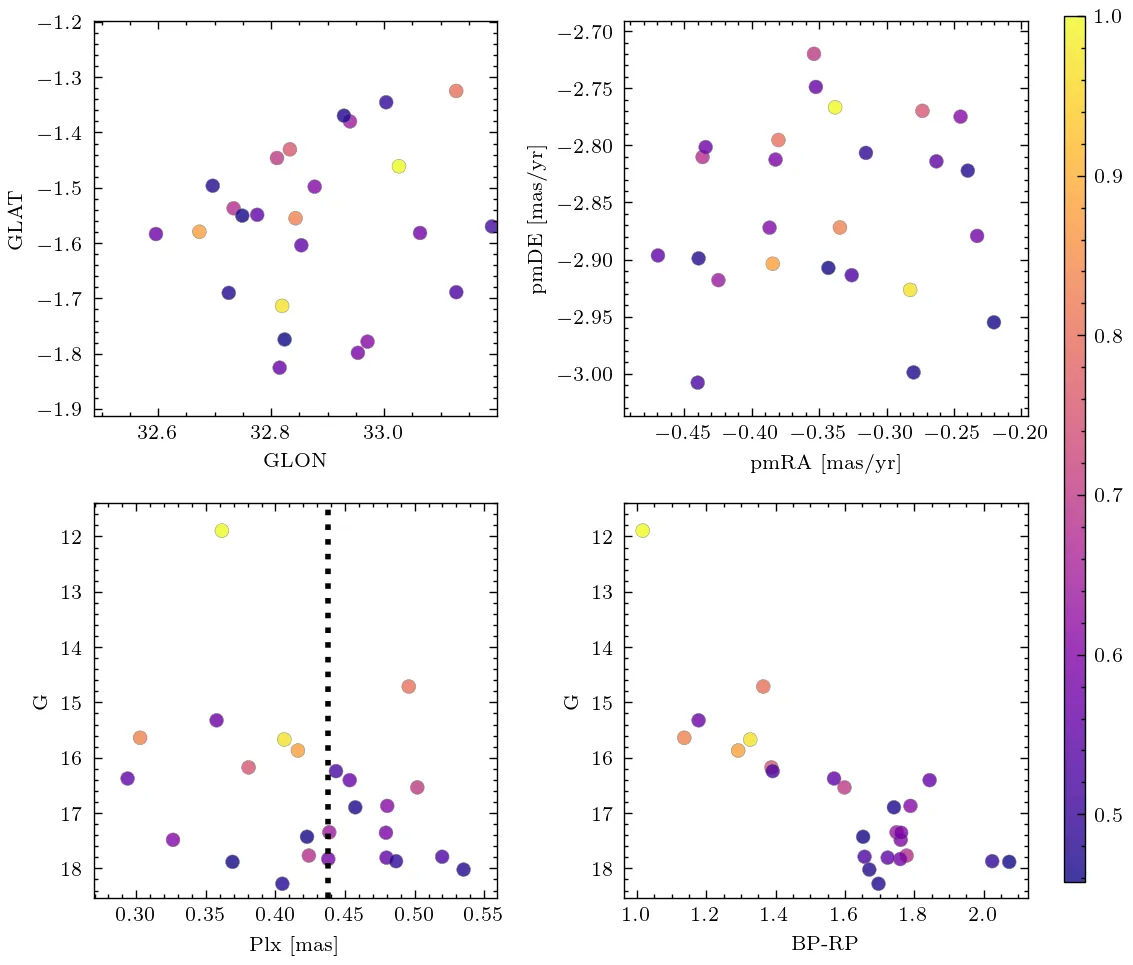 −1.2
−1.3
−1.4
−1.5
−1.6
−1.7
−1.8
−1.9
GLAT
32.6 32.8 33.0
GLON
−2.70
−2.75
−2.80
−2.85
−2.90
−2.95
−3.00
pmDE [mas/yr]
−0.45 −0.40 −0.35 −0.30 −0.25 −0.20
pmRA [mas/yr]
12
13
14
15
16
17
18
G
0.30 0.35 0.40 0.45 0.50 0.55
Plx [mas]
12
13
14
15
16
17
18
G
1.0 1.2 1.4 1.6 1.8 2.0
BP-RP
1.0
0.9
0.8
0.7
0.6
0.5